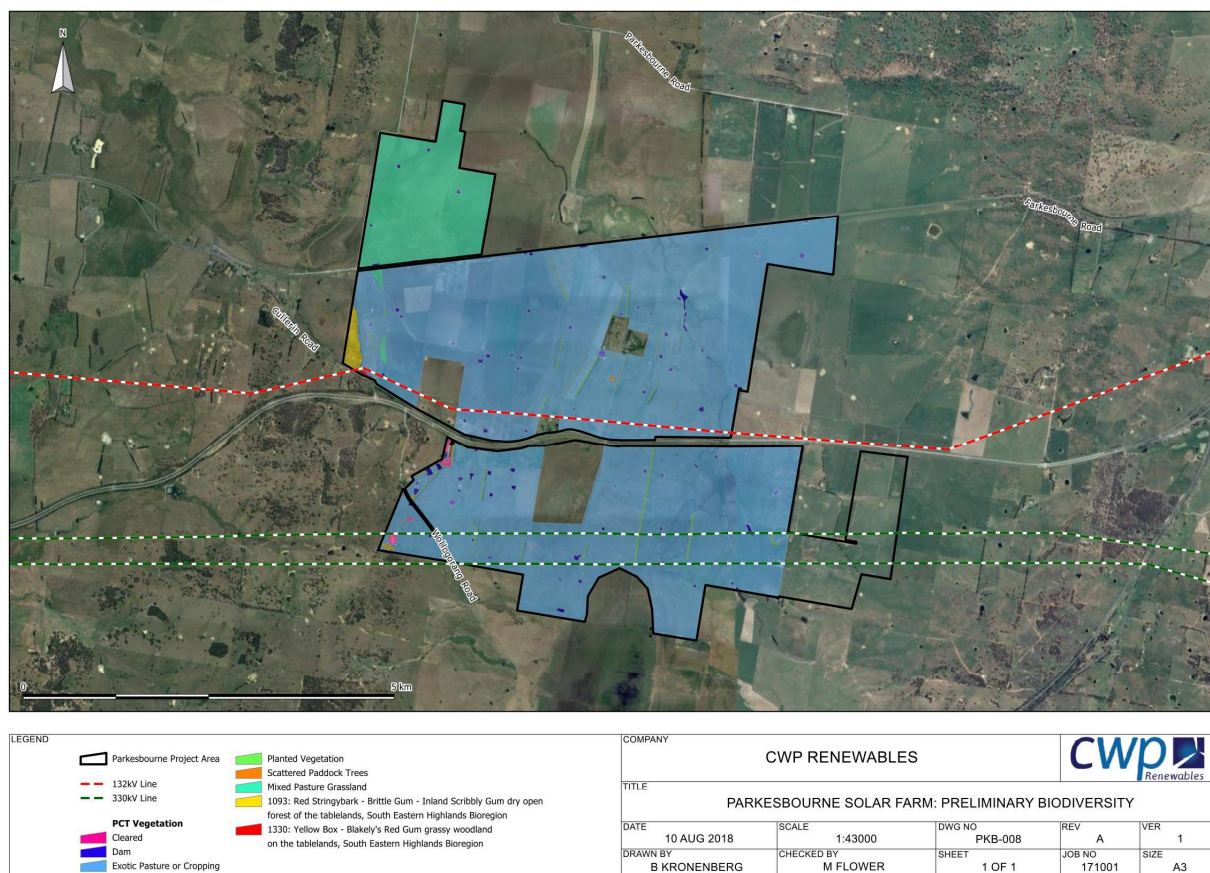 N
Parkesbourne Road
Parkesbourne Road
Cullerin Road
Wollogorang Road
0
5 km
LEGEND
Parkesbourne Project Area
132kV Line
330kV Line
PCT Vegetation
Cleared
Dam
Exotic Pasture or Cropping
Planted Vegetation
Scattered Paddock Trees
Mixed Pasture Grassland
1093: Red Stringybark - Brittle Gum - Inland Scribbly Gum dry open
forest of the tablelands, South Eastern Highlands Bioregion
1330: Yellow Box - Blakely's Red Gum grassy woodland
on the tablelands, South Eastern Highlands Bioregion
COMPANY
CWP RENEWABLES
CWP
Renewables
TITLE
PARKESBOURNE SOLAR FARM: PRELIMINARY BIODIVERSITY
DATE SCALE DWG NO REV VER
10 AUG 2018 1:43000 PKB-008 A 1
DRAWN BY CHECKED BY SHEET JOB NO SIZE
B KRONENBERG M FLOWER 1 OF 1 171001 A3